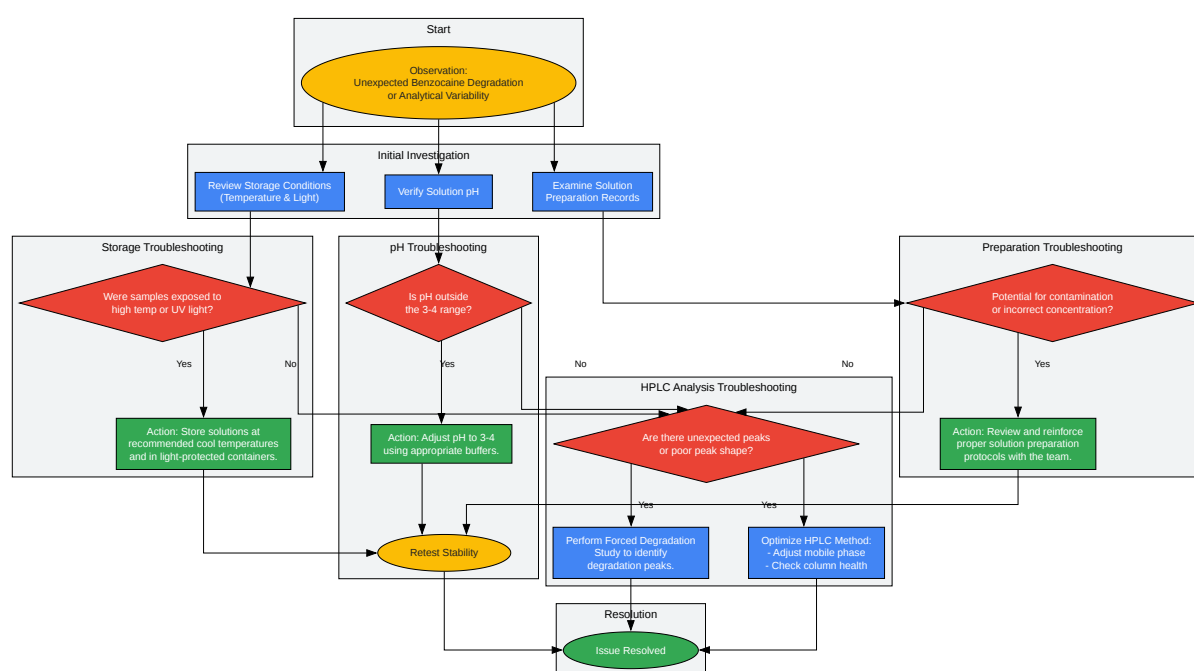 Start
Observation:
Unexpected Benzocaine Degradation
or Analytical Variability
Initial Investigation
Review Storage Conditions
(Temperature & Light)
Verify Solution pH
Examine Solution
Preparation Records
Storage Troubleshooting
Were samples exposed to
high temp or UV light?
Yes
No
Action: Store solutions at
recommended cool temperatures
and in light-protected containers.
pH Troubleshooting
Is pH outside
the 3-4 range?
Yes
No
Action: Adjust pH to 3-4
using appropriate buffers.
Retest Stability
Preparation Troubleshooting
Potential for contamination
or incorrect concentration?
No
Yes
Action: Review and reinforce
proper solution preparation
protocols with the team.
HPLC Analysis Troubleshooting
Are there unexpected peaks
or poor peak shape?
Yes
Yes
Perform Forced Degradation
Study to identify
degradation peaks.
Optimize HPLC Method:
- Adjust mobile phase
- Check column health
Resolution
Issue Resolved